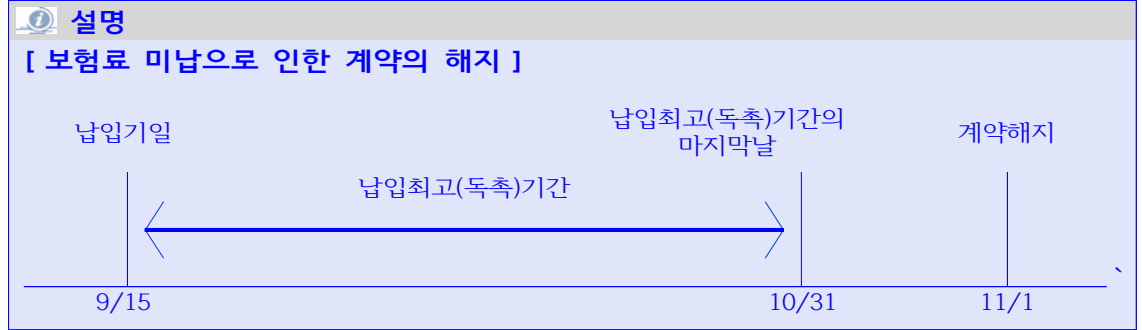 설명
[ 보험료 미납으로 인한 계약의 해지 ]
납입기일
납입최고(독촉)기간의
마지막날
계약해지
납입최고(독촉)기간
9/15
10/31
11/1